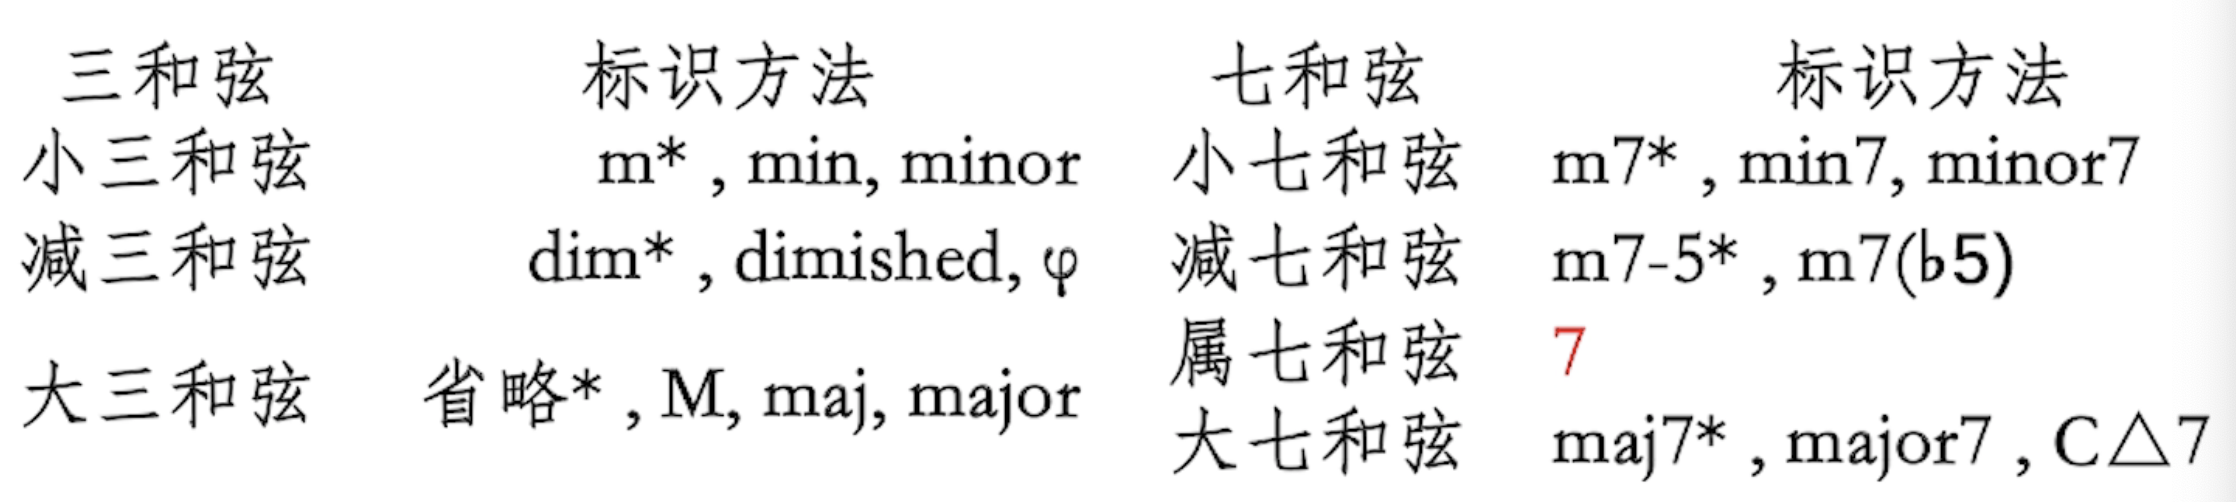 三和弦 标识方法 七和弦 标识方法
小三和弦 m* , min, minor 小七和弦 m7* , min7, minor7
减三和弦 dim* , dimished, φ 减七和弦 m7-5* , m7(♭5)
属七和弦 7
大三和弦 省略* , M, maj, major
大七和弦 maj7* , major7 , C△7